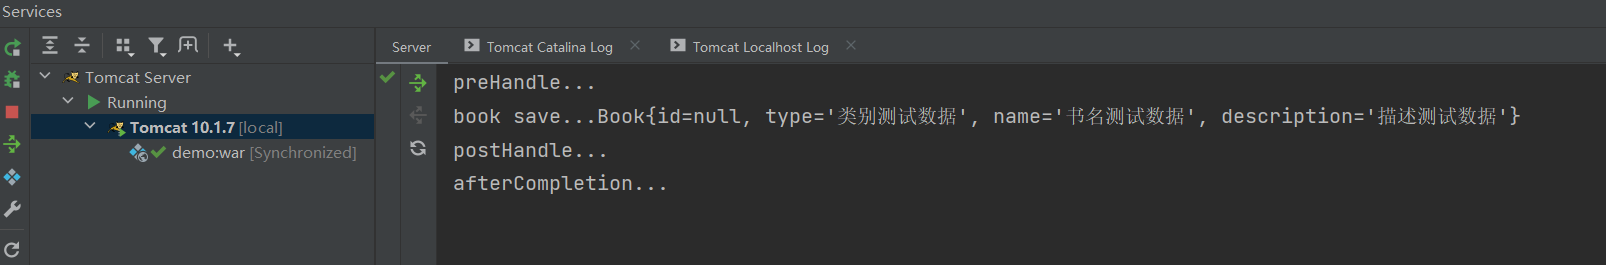 Services
Server
Tomcat Catalina Log
Tomcat Localhost Log
Tomcat Server
Running
Tomcat 10.1.7 [local]
demo:war [Synchronized]
preHandle...
book save...Book{id=null, type='类别测试数据', name='书名测试数据', description='描述测试数据'}
postHandle...
afterCompletion...